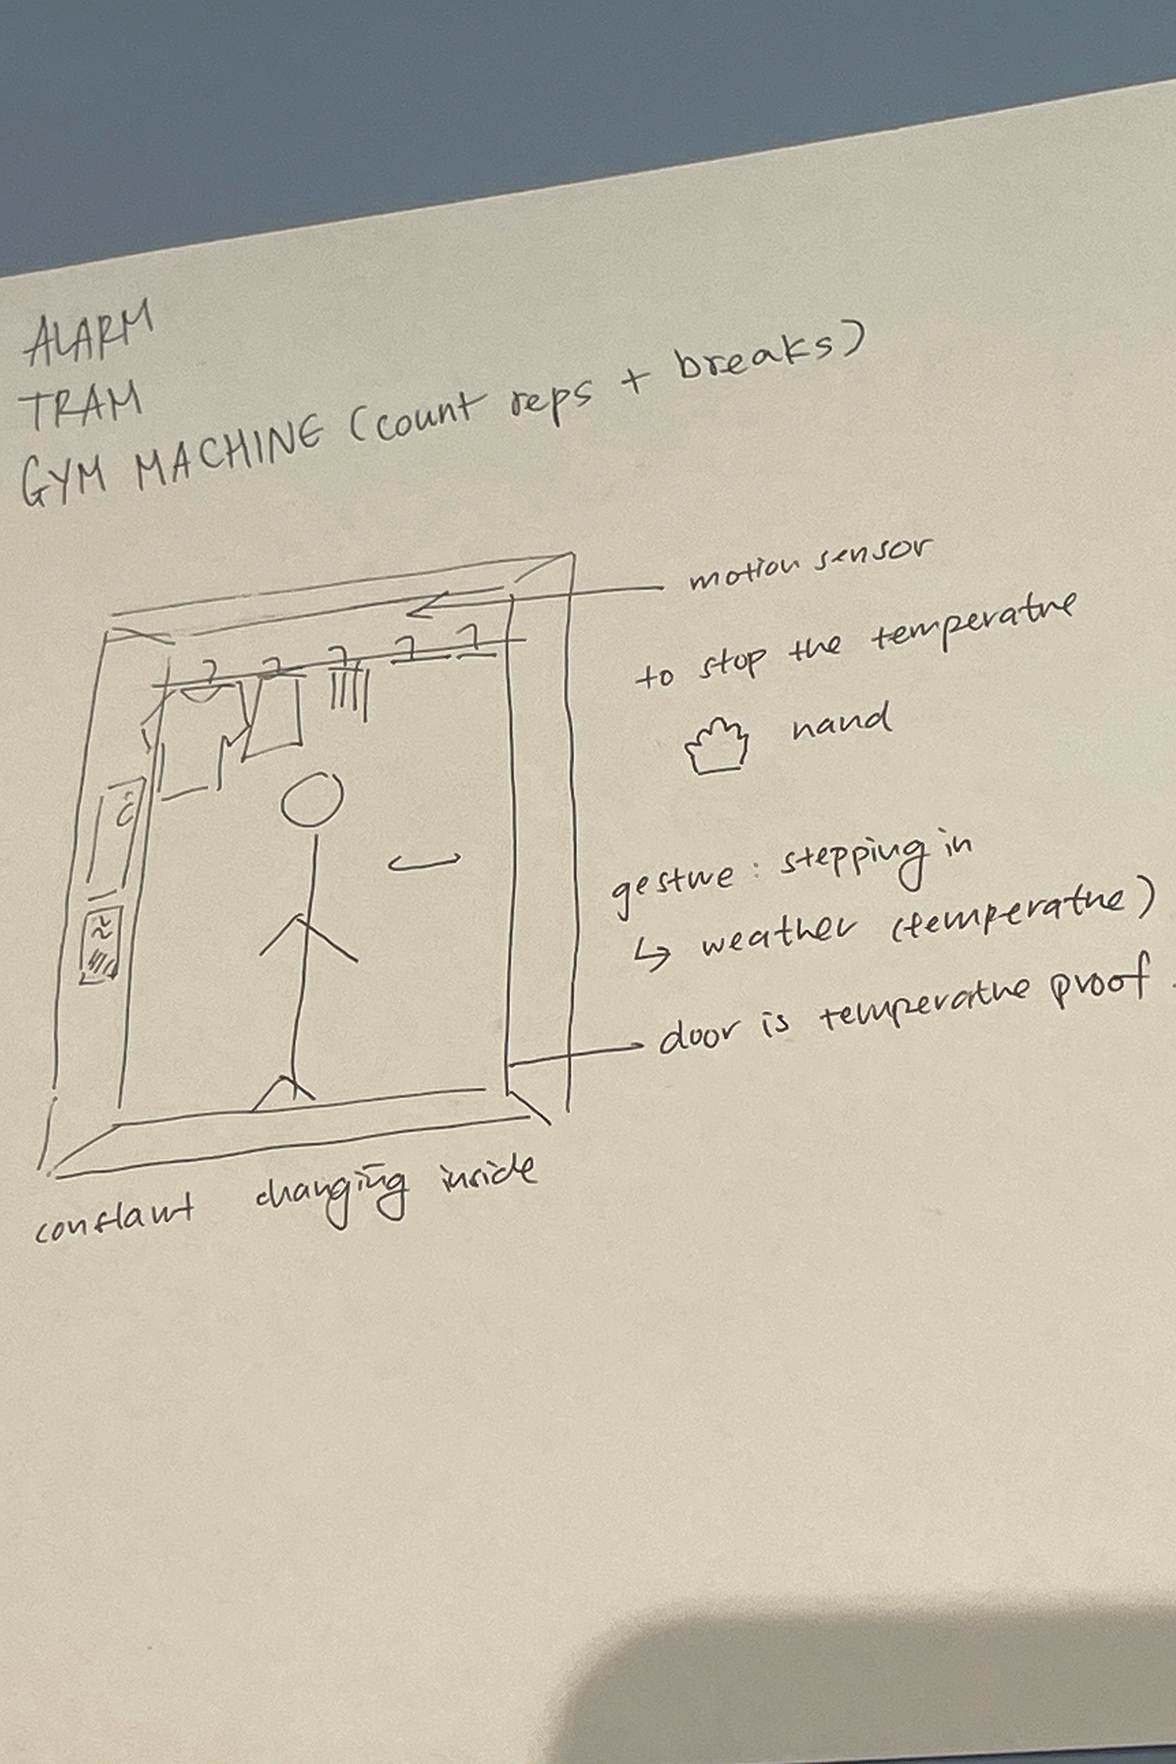 ALARM
TRAM
GYM MACHINE (count reps + breaks)
motion sensor
to stop the temperature
hand
°C
gesture : stepping in
↳ weather (temperature)
door is temperature proof.
constant changing inside